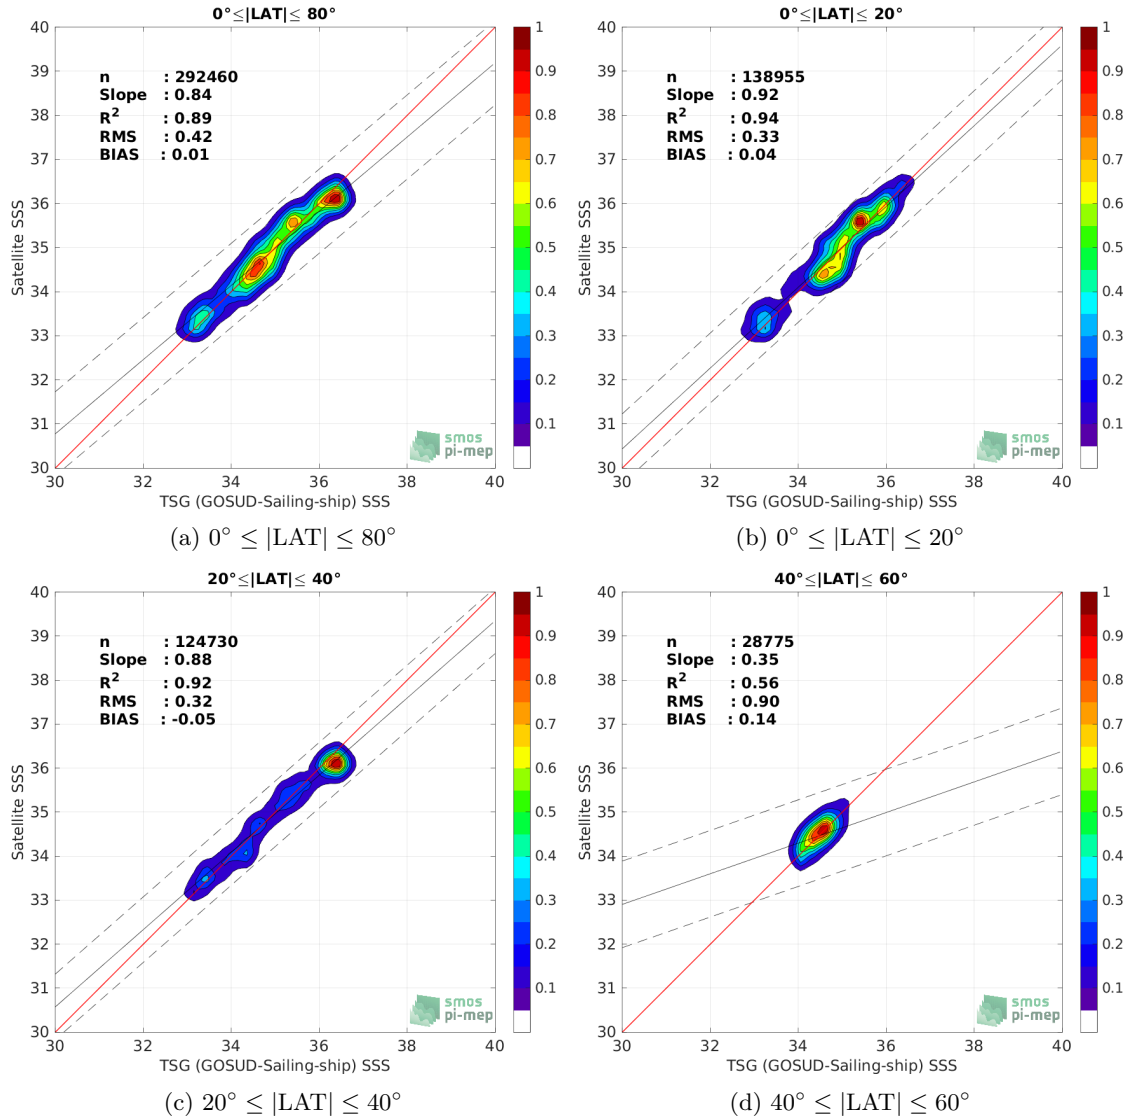 0°≤|LAT|≤ 80°
n : 292460
Slope : 0.84
R² : 0.89
RMS : 0.42
BIAS : 0.01
40
39
38
37
36
35
34
33
32
31
30
Satellite SSS
30 32 34 36 38 40
TSG (GOSUD-Sailing-ship) SSS
smos
pi-mep
1
0.9
0.8
0.7
0.6
0.5
0.4
0.3
0.2
0.1
(a) 0° ≤ |LAT| ≤ 80°
0°≤|LAT|≤ 20°
n : 138955
Slope : 0.92
R² : 0.94
RMS : 0.33
BIAS : 0.04
40
39
38
37
36
35
34
33
32
31
30
Satellite SSS
30 32 34 36 38 40
TSG (GOSUD-Sailing-ship) SSS
smos
pi-mep
1
0.9
0.8
0.7
0.6
0.5
0.4
0.3
0.2
0.1
(b) 0° ≤ |LAT| ≤ 20°
20°≤|LAT|≤ 40°
n : 124730
Slope : 0.88
R² : 0.92
RMS : 0.32
BIAS : -0.05
40
39
38
37
36
35
34
33
32
31
30
Satellite SSS
30 32 34 36 38 40
TSG (GOSUD-Sailing-ship) SSS
smos
pi-mep
1
0.9
0.8
0.7
0.6
0.5
0.4
0.3
0.2
0.1
(c) 20° ≤ |LAT| ≤ 40°
40°≤|LAT|≤ 60°
n : 28775
Slope : 0.35
R² : 0.56
RMS : 0.90
BIAS : 0.14
40
39
38
37
36
35
34
33
32
31
30
Satellite SSS
30 32 34 36 38 40
TSG (GOSUD-Sailing-ship) SSS
smos
pi-mep
1
0.9
0.8
0.7
0.6
0.5
0.4
0.3
0.2
0.1
(d) 40° ≤ |LAT| ≤ 60°